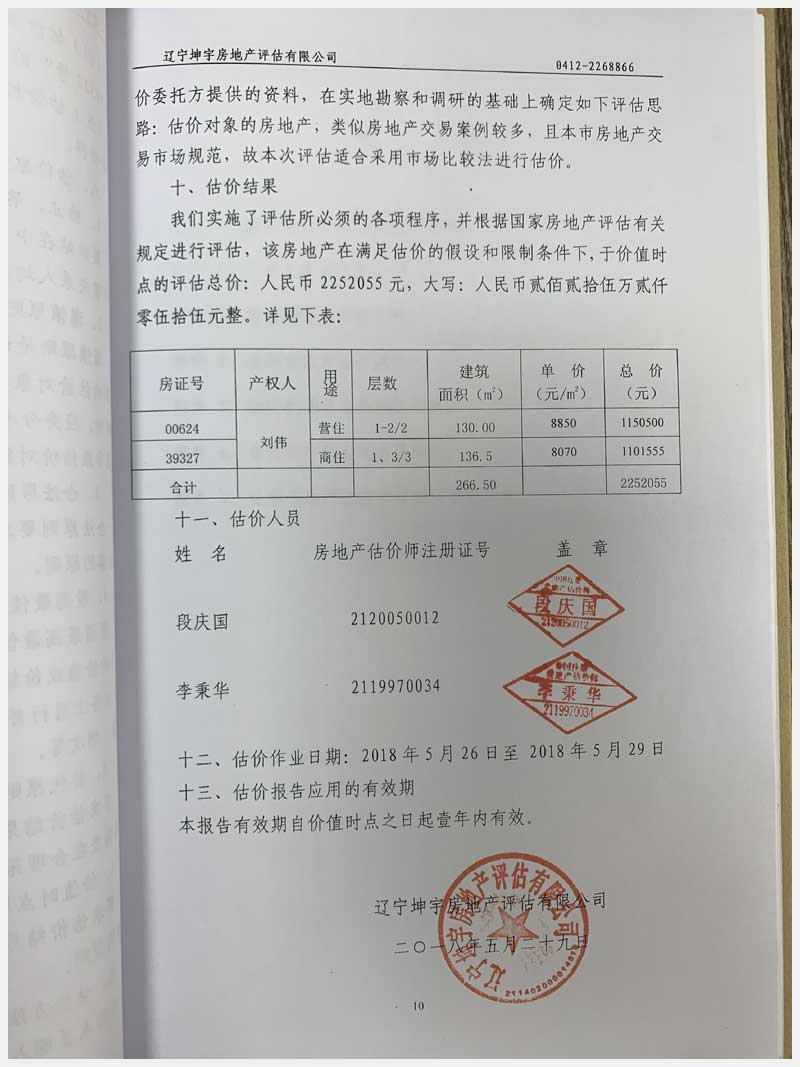 辽宁坤宇房地产评估有限公司 0412-2268866
价委托方提供的资料，在实地勘察和调研的基础上确定如下评估思
路：估价对象的房地产，类似房地产交易案例较多，且本市房地产交
易市场规范，故本次评估适合采用市场比较法进行估价。
十、估价结果
我们实施了评估所必须的各项程序，并根据国家房地产评估有关
规定进行评估，该房地产在满足估价的假设和限制条件下，于价值时
点的评估总价：人民币 2252055 元，大写：人民币贰佰贰拾伍万贰仟
零伍拾伍元整。详见下表：
房证号 产权人 用途 层数 建筑面积（㎡） 单价（元/㎡） 总价（元）
00624 刘伟 营住 1-2/2 130.00 8850 1150500
39327 商住 1、3/3 136.5 8070 1101555
合计 266.50 2252055
十一、估价人员
姓 名 房地产估价师注册证号 盖 章
段庆国 2120050012
段庆国
2120050012
李秉华 2119970034
李秉华
2119970034
十二、估价作业日期：2018 年 5 月 26 日至 2018 年 5 月 29 日
十三、估价报告应用的有效期
本报告有效期自价值时点之日起壹年内有效。
辽宁坤宇房地产评估有限公司
二〇一八年五月二十九日
辽宁坤宇房地产评估有限公司
10